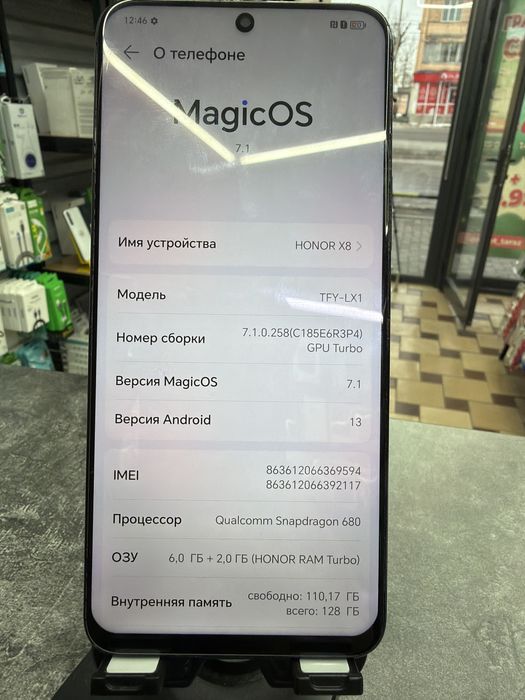 12:46
О телефоне
MagicOS
7.1
Имя устройства HONOR X8
Модель TFY-LX1
Номер сборки 7.1.0.258(C185E6R3P4)
GPU Turbo
Версия MagicOS 7.1
Версия Android 13
IMEI 863612066369594
863612066392117
Процессор Qualcomm Snapdragon 680
ОЗУ 6,0 ГБ + 2,0 ГБ (HONOR RAM Turbo)
Внутренняя память свободно: 110,17 ГБ
всего: 128 ГБ